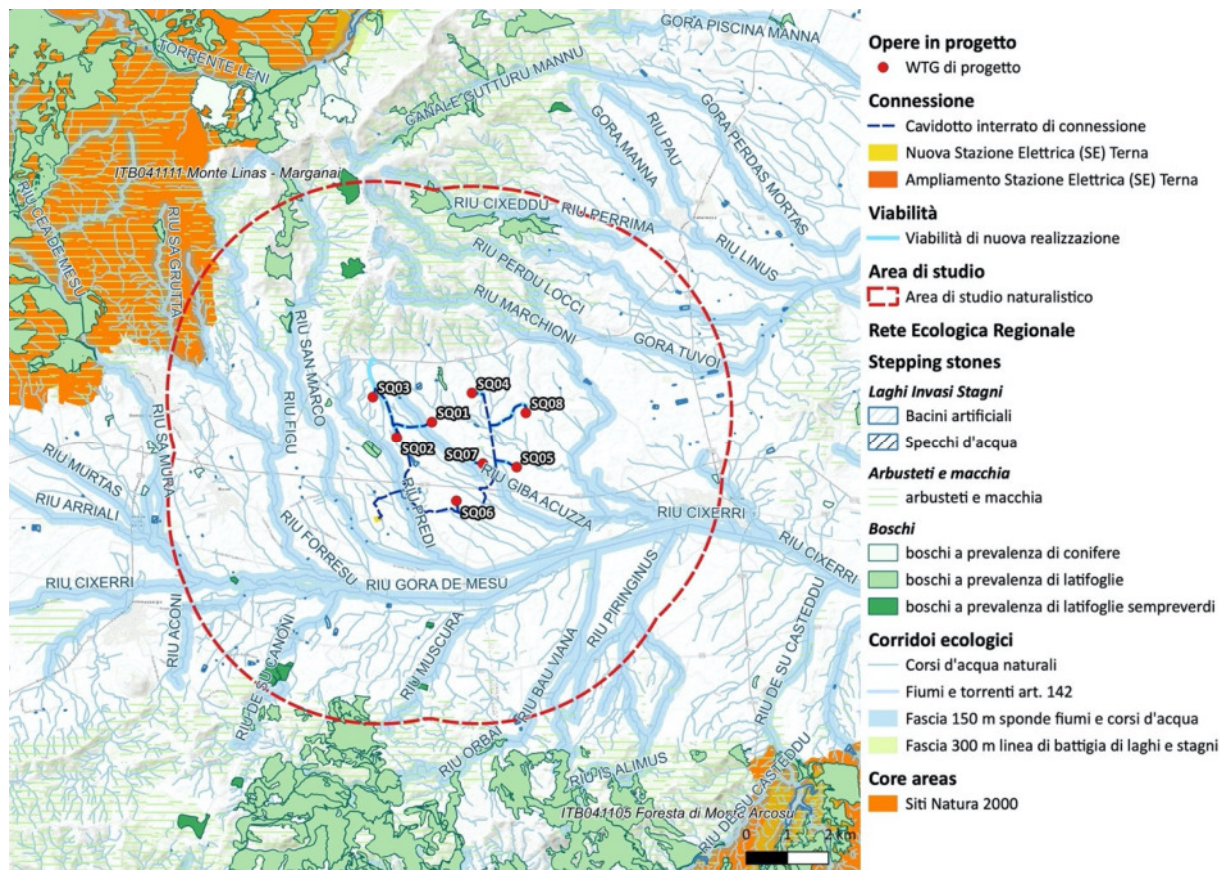 GORA PISCINA MANNA
TORRENTE LENI
CANALE GUTTURU MANNU
GORA PERDAS MORTAS
RIU PAU
GORA MANNA
ITB041111 Monte Linas - Marganai
RIU CEA DE MESU
RIU SA GRUTTA
RIU CIXEDDU
RIU PERRIMA
RIU LINUS
RIU PERDU LOCCI
RIU MARCHIONI
GORA TUVOI
RIU SAN MARCO
RIU FIGU
SQ03
SQ04
SQ01
SQ08
SQ02
SQ07
SQ05
SQ06
RIU SA MURA
RIU MURTAS
RIU ARRIALI
RIU GIBA ACUZZA
RIU PREDI
RIU CIXERRI
RIU CIXERRI
RIU FORRESU
RIU GORA DE MESU
RIU CIXERRI
RIU ACONI
RIU DE SU CANONI
RIU MUSCURA
RIU BAU VIANA
RIU PIRINGINUS
RIU DE SU CASTEDDU
RIU ORBAI
RIU IS ALIMUS
RIU DE SU CASTEDDU
ITB041105 Foresta di Monte Arcosu
0 1 2 km
Opere in progetto
WTG di progetto
Connessione
Cavidotto interrato di connessione
Nuova Stazione Elettrica (SE) Terna
Ampliamento Stazione Elettrica (SE) Terna
Viabilità
Viabilità di nuova realizzazione
Area di studio
Area di studio naturalistico
Rete Ecologica Regionale
Stepping stones
Laghi Invasi Stagni
Bacini artificiali
Specchi d'acqua
Arbusteti e macchia
arbusteti e macchia
Boschi
boschi a prevalenza di conifere
boschi a prevalenza di latifoglie
boschi a prevalenza di latifoglie sempreverdi
Corridoi ecologici
Corsi d'acqua naturali
Fiumi e torrenti art. 142
Fascia 150 m sponde fiumi e corsi d'acqua
Fascia 300 m linea di battigia di laghi e stagni
Core areas
Siti Natura 2000